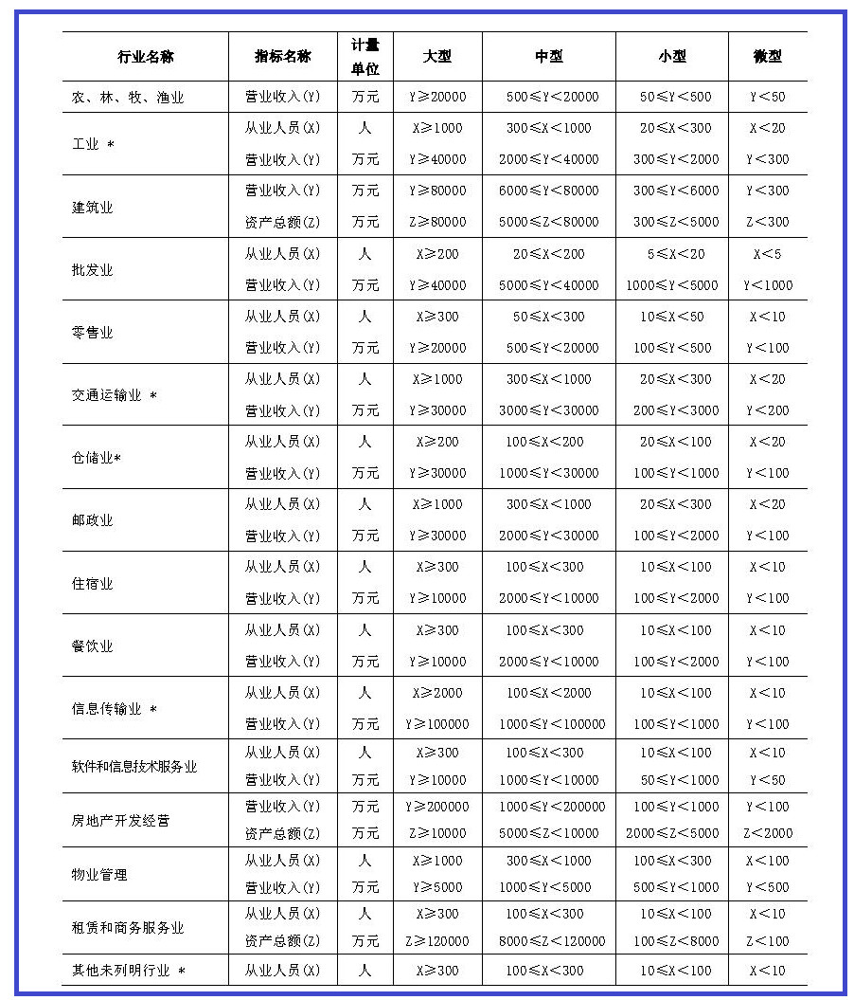 行业名称 指标名称 计量单位 大型 中型 小型 微型
农、林、牧、渔业 营业收入(Y) 万元 Y≥20000 500≤Y＜20000 50≤Y＜500 Y＜50
工业 * 从业人员(X) 人 X≥1000 300≤X＜1000 20≤X＜300 X＜20
营业收入(Y) 万元 Y≥40000 2000≤Y＜40000 300≤Y＜2000 Y＜300
建筑业 营业收入(Y) 万元 Y≥80000 6000≤Y＜80000 300≤Y＜6000 Y＜300
资产总额(Z) 万元 Z≥80000 5000≤Z＜80000 300≤Z＜5000 Z＜300
批发业 从业人员(X) 人 X≥200 20≤X＜200 5≤X＜20 X＜5
营业收入(Y) 万元 Y≥40000 5000≤Y＜40000 1000≤Y＜5000 Y＜1000
零售业 从业人员(X) 人 X≥300 50≤X＜300 10≤X＜50 X＜10
营业收入(Y) 万元 Y≥20000 500≤Y＜20000 100≤Y＜500 Y＜100
交通运输业 * 从业人员(X) 人 X≥1000 300≤X＜1000 20≤X＜300 X＜20
营业收入(Y) 万元 Y≥30000 3000≤Y＜30000 200≤Y＜3000 Y＜200
仓储业* 从业人员(X) 人 X≥200 100≤X＜200 20≤X＜100 X＜20
营业收入(Y) 万元 Y≥30000 1000≤Y＜30000 100≤Y＜1000 Y＜100
邮政业 从业人员(X) 人 X≥1000 300≤X＜1000 20≤X＜300 X＜20
营业收入(Y) 万元 Y≥30000 2000≤Y＜30000 100≤Y＜2000 Y＜100
住宿业 从业人员(X) 人 X≥300 100≤X＜300 10≤X＜100 X＜10
营业收入(Y) 万元 Y≥10000 2000≤Y＜10000 100≤Y＜2000 Y＜100
餐饮业 从业人员(X) 人 X≥300 100≤X＜300 10≤X＜100 X＜10
营业收入(Y) 万元 Y≥10000 2000≤Y＜10000 100≤Y＜2000 Y＜100
信息传输业 * 从业人员(X) 人 X≥2000 100≤X＜2000 10≤X＜100 X＜10
营业收入(Y) 万元 Y≥100000 1000≤Y＜100000 100≤Y＜1000 Y＜100
软件和信息技术服务业 从业人员(X) 人 X≥300 100≤X＜300 10≤X＜100 X＜10
营业收入(Y) 万元 Y≥10000 1000≤Y＜10000 50≤Y＜1000 Y＜50
房地产开发经营 营业收入(Y) 万元 Y≥200000 1000≤Y＜200000 100≤Y＜1000 Y＜100
资产总额(Z) 万元 Z≥10000 5000≤Z＜10000 2000≤Z＜5000 Z＜2000
物业管理 从业人员(X) 人 X≥1000 300≤X＜1000 100≤X＜300 X＜100
营业收入(Y) 万元 Y≥5000 1000≤Y＜5000 500≤Y＜1000 Y＜500
租赁和商务服务业 从业人员(X) 人 X≥300 100≤X＜300 10≤X＜100 X＜10
资产总额(Z) 万元 Z≥120000 8000≤Z＜120000 100≤Z＜8000 Z＜100
其他未列明行业 * 从业人员(X) 人 X≥300 100≤X＜300 10≤X＜100 X＜10